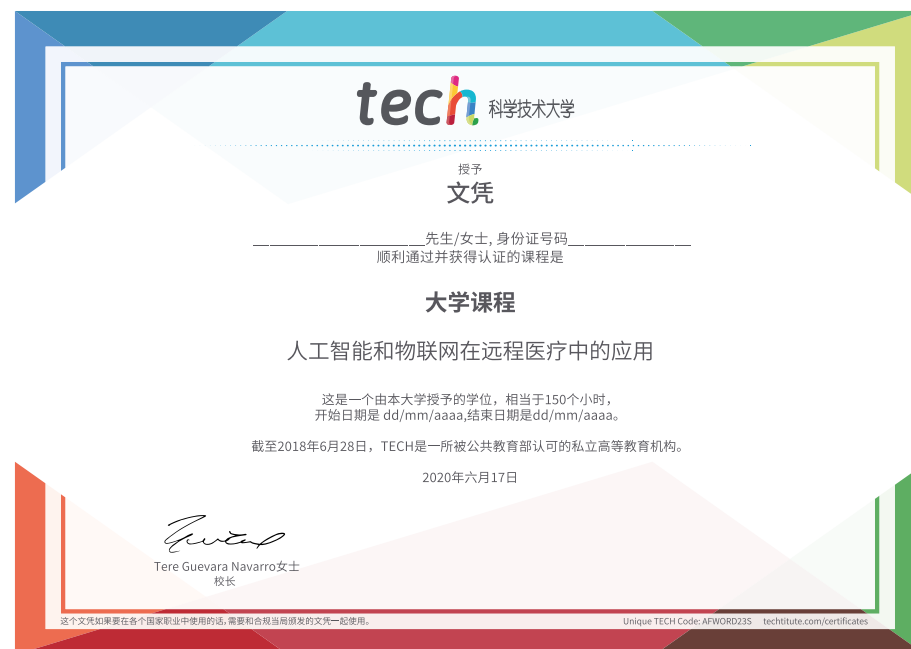 tech 科学技术大学
授予
文凭
______________________先生/女士, 身份证号码________________
顺利通过并获得认证的课程是
大学课程
人工智能和物联网在远程医疗中的应用
这是一个由本大学授予的学位，相当于150个小时，
开始日期是 dd/mm/aaaa,结束日期是dd/mm/aaaa。
截至2018年6月28日，TECH是一所被公共教育部认可的私立高等教育机构。
2020年六月17日
Tere Guevara Navarro女士
校长
这个文凭如果要在各个国家职业中使用的话, 需要和合规当局颁发的文凭一起使用。
Unique TECH Code: AFWORD23S techtitute.com/certificates